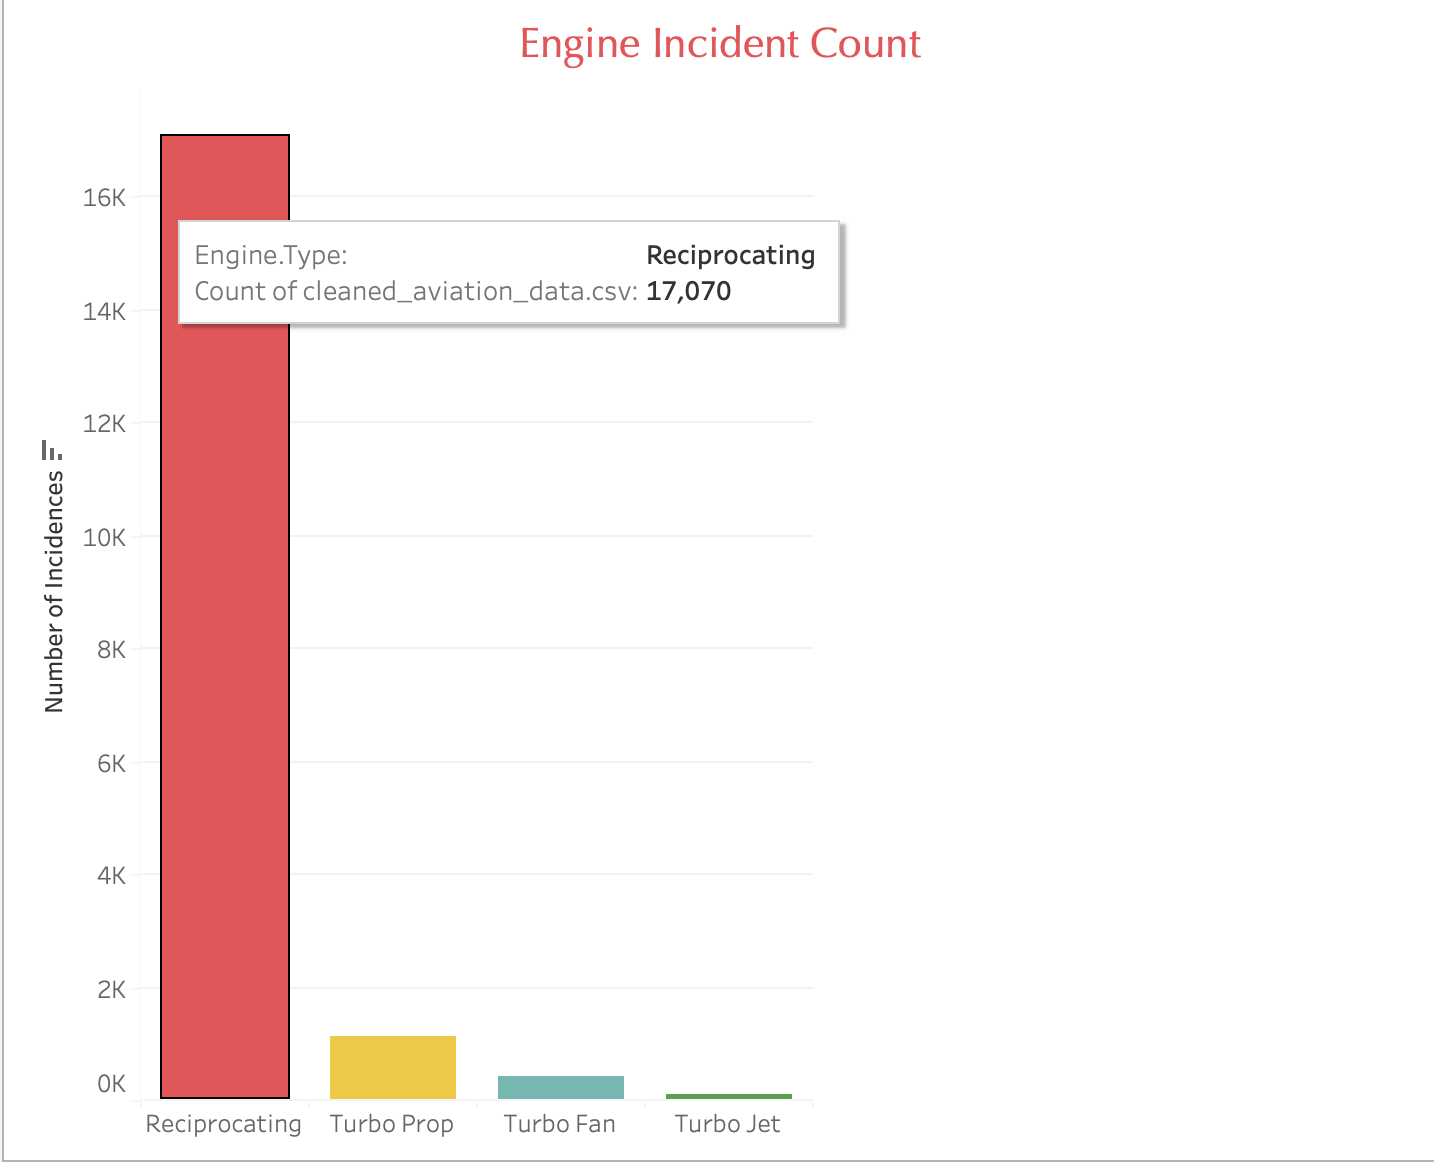 Engine Incident Count
16K
Engine.Type: Reciprocating
Count of cleaned_aviation_data.csv: 17,070
14K
12K
Number of Incidences
10K
8K
6K
4K
2K
0K
Reciprocating Turbo Prop Turbo Fan Turbo Jet